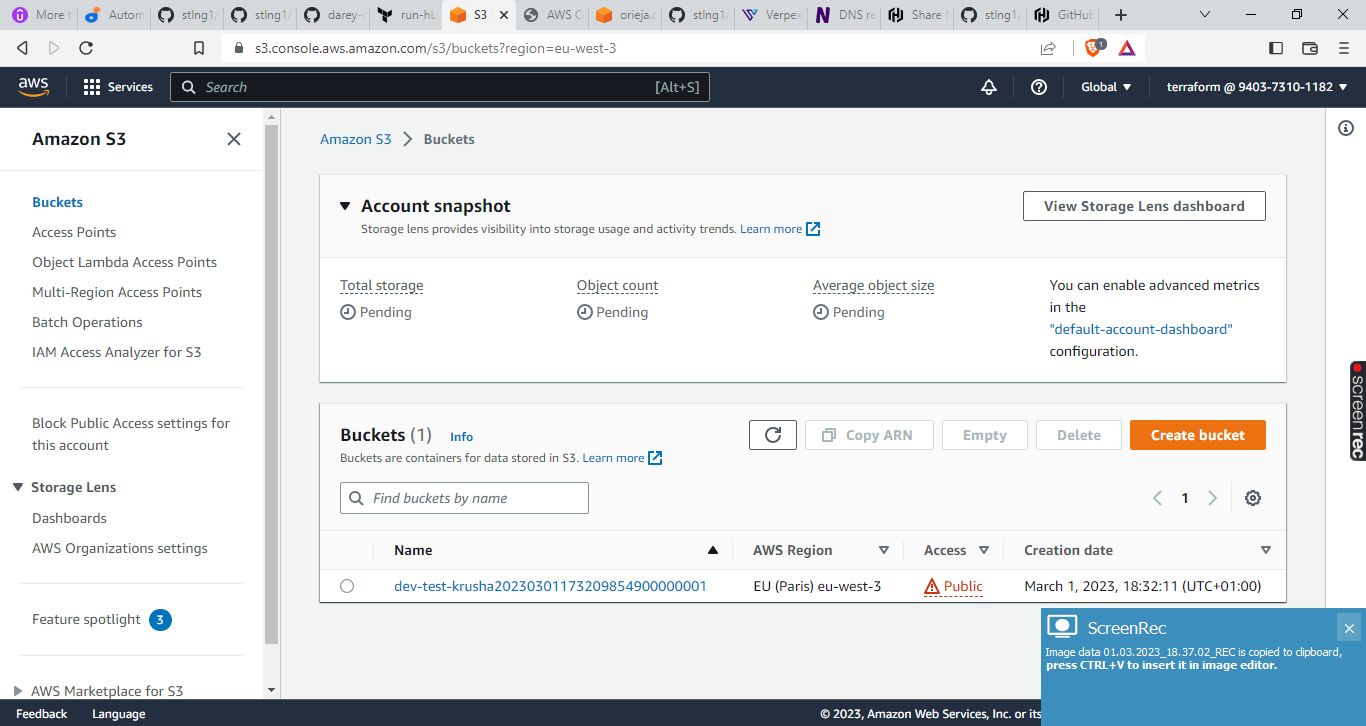 More t
Autom
stlng1/
stlng1/
darey-
run-hL
S3
AWS C
orieja.c
stlng1/
Verpex
DNS re
Share M
stlng1/
GitHub
s3.console.aws.amazon.com/s3/buckets?region=eu-west-3
1
aws
Services
Search
[Alt+S]
Global
terraform @ 9403-7310-1182
Amazon S3
Buckets
Access Points
Object Lambda Access Points
Multi-Region Access Points
Batch Operations
IAM Access Analyzer for S3
Block Public Access settings for
this account
Storage Lens
Dashboards
AWS Organizations settings
Feature spotlight 3
AWS Marketplace for S3
Amazon S3 > Buckets
Account snapshot
View Storage Lens dashboard
Storage lens provides visibility into storage usage and activity trends. Learn more
Total storage
Pending
Object count
Pending
Average object size
Pending
You can enable advanced metrics
in the
"default-account-dashboard"
configuration.
Buckets (1) Info
Buckets are containers for data stored in S3. Learn more
Copy ARN
Empty
Delete
Create bucket
Find buckets by name
1
Name
AWS Region
Access
Creation date
dev-test-krusha20230301173209854900000001
EU (Paris) eu-west-3
Public
March 1, 2023, 18:32:11 (UTC+01:00)
screenrec
ScreenRec
Image data 01.03.2023_18.37.02_REC is copied to clipboard,
press CTRL+V to insert it in image editor.
Feedback
Language
© 2023, Amazon Web Services, Inc. or its